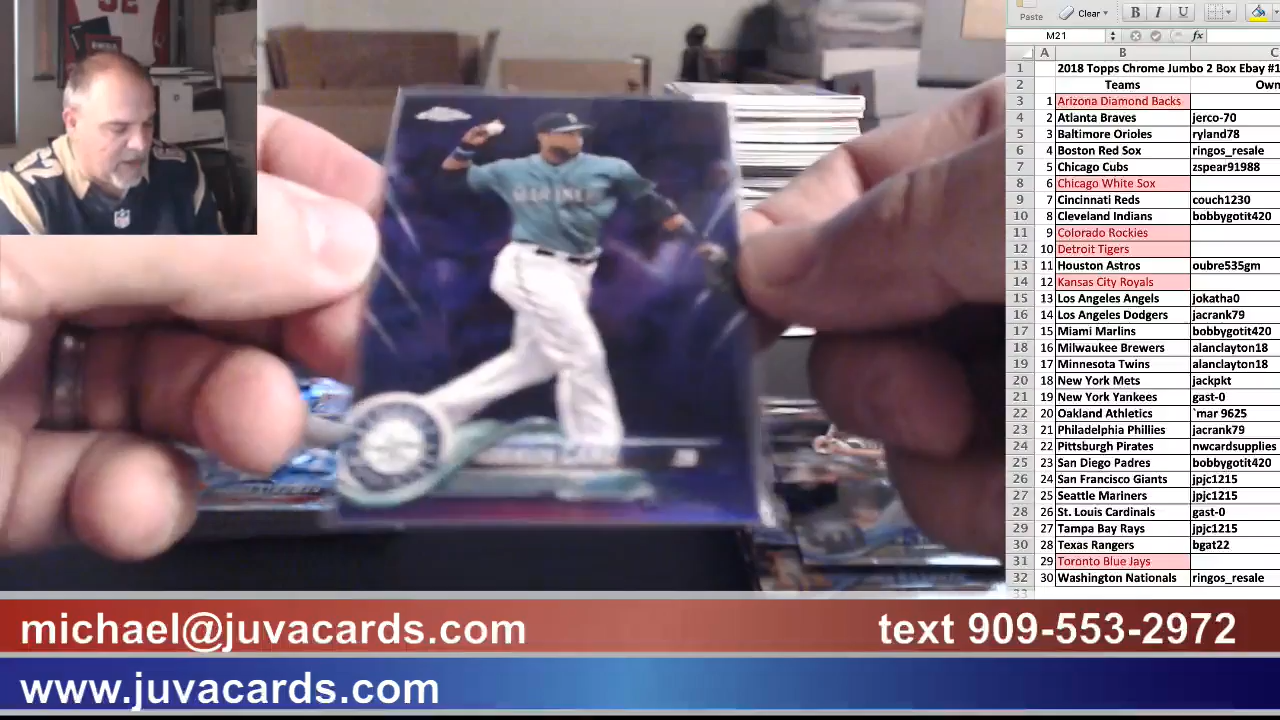 Paste
Clear
B I U
M21
fx
A B C
1 2018 Topps Chrome Jumbo 2 Box Ebay #1
2 Teams Own
3 1 Arizona Diamond Backs
4 2 Atlanta Braves jerco-70
5 3 Baltimore Orioles ryland78
6 4 Boston Red Sox ringos_resale
7 5 Chicago Cubs zspear91988
8 6 Chicago White Sox
9 7 Cincinnati Reds couch1230
10 8 Cleveland Indians bobbygotit420
11 9 Colorado Rockies
12 10 Detroit Tigers
13 11 Houston Astros oubre535gm
14 12 Kansas City Royals
15 13 Los Angeles Angels jokatha0
16 14 Los Angeles Dodgers jacrank79
17 15 Miami Marlins bobbygotit420
18 16 Milwaukee Brewers alanclayton18
19 17 Minnesota Twins alanclayton18
20 18 New York Mets jackpkt
21 19 New York Yankees gast-0
22 20 Oakland Athletics `mar 9625
23 21 Philadelphia Phillies jacrank79
24 22 Pittsburgh Pirates nwcardsupplies
25 23 San Diego Padres bobbygotit420
26 24 San Francisco Giants jpjc1215
27 25 Seattle Mariners jpjc1215
28 26 St. Louis Cardinals gast-0
29 27 Tampa Bay Rays jpjc1215
30 28 Texas Rangers bgat22
31 29 Toronto Blue Jays
32 30 Washington Nationals ringos_resale
33
michael@juvacards.com
text 909-553-2972
www.juvacards.com